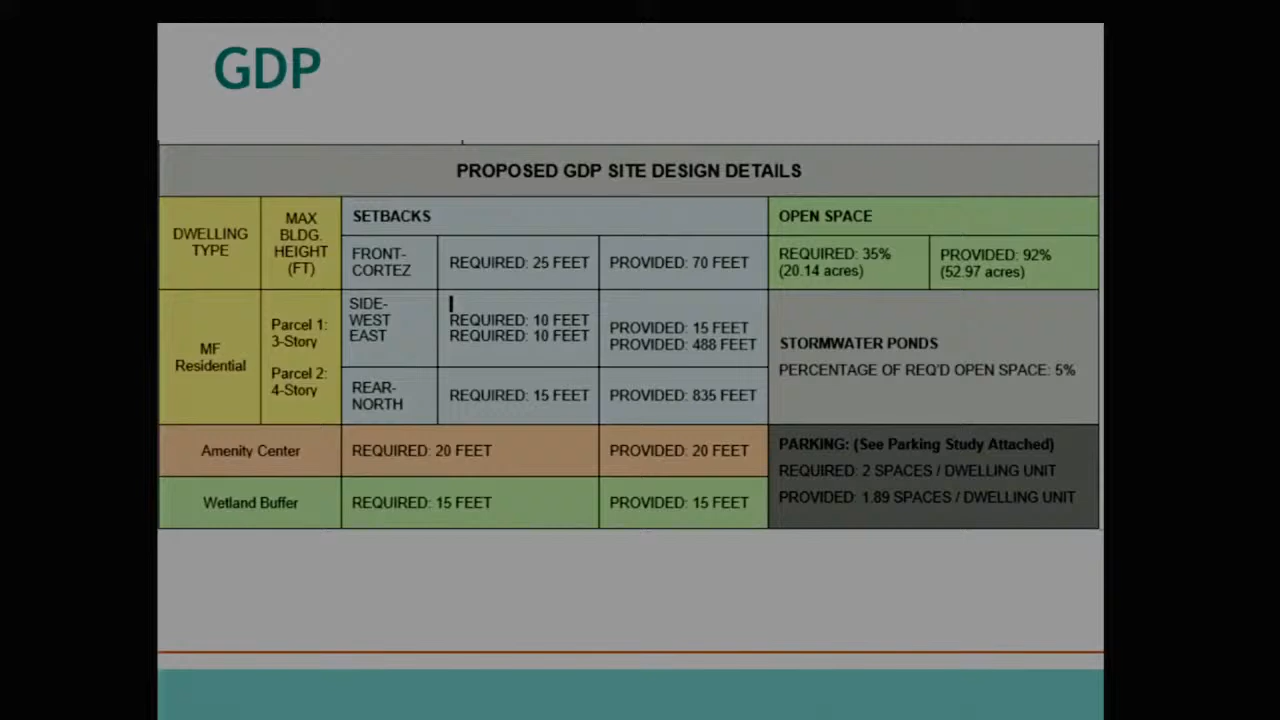 GDP
PROPOSED GDP SITE DESIGN DETAILS
DWELLING
TYPE
MAX
BLDG.
HEIGHT
(FT)
SETBACKS
OPEN SPACE
FRONT-
CORTEZ
REQUIRED: 25 FEET
PROVIDED: 70 FEET
REQUIRED: 35%
(20.14 acres)
PROVIDED: 92%
(52.97 acres)
MF
Residential
Parcel 1:
3-Story
Parcel 2:
4-Story
SIDE-
WEST
EAST
REQUIRED: 10 FEET
REQUIRED: 10 FEET
PROVIDED: 15 FEET
PROVIDED: 488 FEET
STORMWATER PONDS
PERCENTAGE OF REQ'D OPEN SPACE: 5%
REAR-
NORTH
REQUIRED: 15 FEET
PROVIDED: 835 FEET
Amenity Center
REQUIRED: 20 FEET
PROVIDED: 20 FEET
PARKING: (See Parking Study Attached)
REQUIRED: 2 SPACES / DWELLING UNIT
PROVIDED: 1.89 SPACES / DWELLING UNIT
Wetland Buffer
REQUIRED: 15 FEET
PROVIDED: 15 FEET